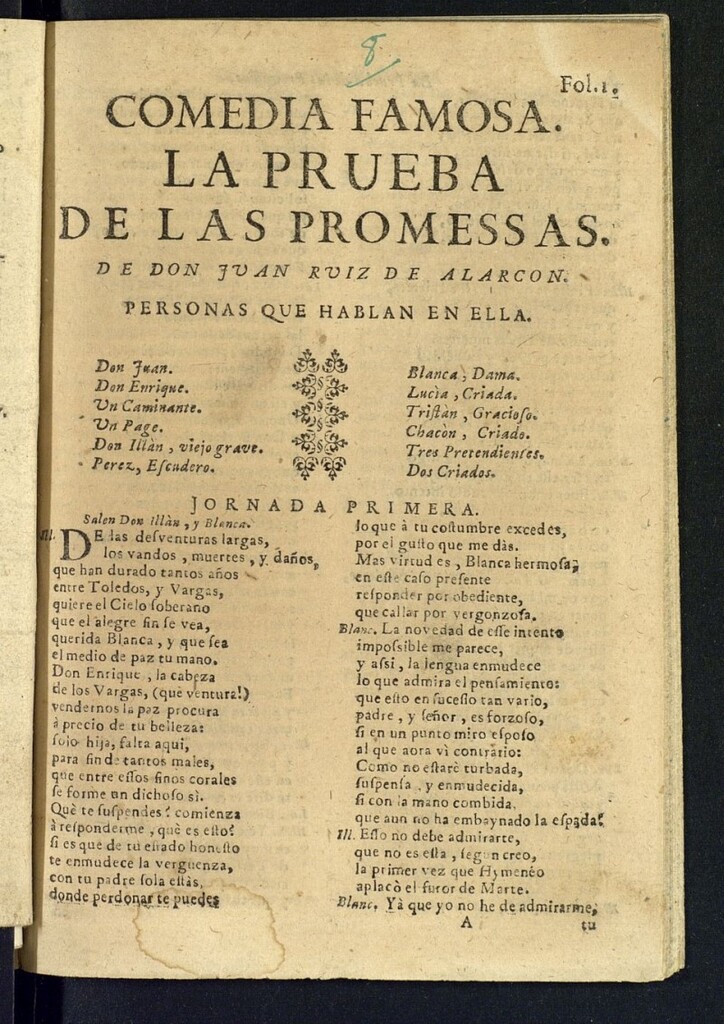 8
Fol.1.
COMEDIA FAMOSA.
LA PRUEBA
DE LAS PROMESSAS.
DE DON JVAN RVIZ DE ALARCON.
PERSONAS QUE HABLAN EN ELLA.
Don Juan.
Don Enrique.
Un Caminante.
Un Page.
Don Illàn, viejo grave.
Perez, Eſcudero.
Blanca, Dama.
Lucìa, Criada.
Triſtàn, Gracioſo.
Chacòn, Criado.
Tres Pretendientes.
Dos Criados.
JORNADA PRIMERA.
Salen Don Illàn, y Blanca.
Ill. DE las deſventuras largas,
los vandos, muertes, y daños,
que han durado tantos años
entre Toledos, y Vargas,
quiere el Cielo ſoberano
que el alegre fin ſe vea,
querida Blanca, y que ſea
el medio de paz tu mano.
Don Enrique, la cabeza
de los Vargas, (què ventura!)
vendernos la paz procura
à precio de tu belleza:
ſolo hija, falta aqui,
para fin de tantos males,
que entre eſſos finos corales
ſe forme un dichoſo sì.
Què te ſuſpendes? comienza
à reſponderme, què es eſto?
ſi es que de tu eſtado honeſto
te enmudece la verguenza,
con tu padre ſola eſtàs,
donde perdonar te puedes
lo que à tu coſtumbre excedes,
por el guſto que me dàs.
Mas virtud es, Blanca hermoſa,
en eſte caſo preſente
reſponder por obediente,
que callar por vergonzoſa.
Blanc. La novedad de eſſe intento
impoſsible me parece,
y aſsi, la lengua enmudece
lo que admira el penſamiento:
que eſto en ſuceſſo tan vario,
padre, y ſeñor, es forzoſo,
ſi en un punto miro eſpoſo
al que aora vì contrario:
Como no eſtarè turbada,
ſuſpenſa, y enmudecida,
ſi con la mano combida,
que aun no ha embaynado la eſpada?
Ill. Eſſo no debe admirarte,
que no es eſta, ſegun creo,
la primer vez que Hymenèo
aplacò el furor de Marte.
Blanc. Yà que yo no he de admirarme,
A
tu